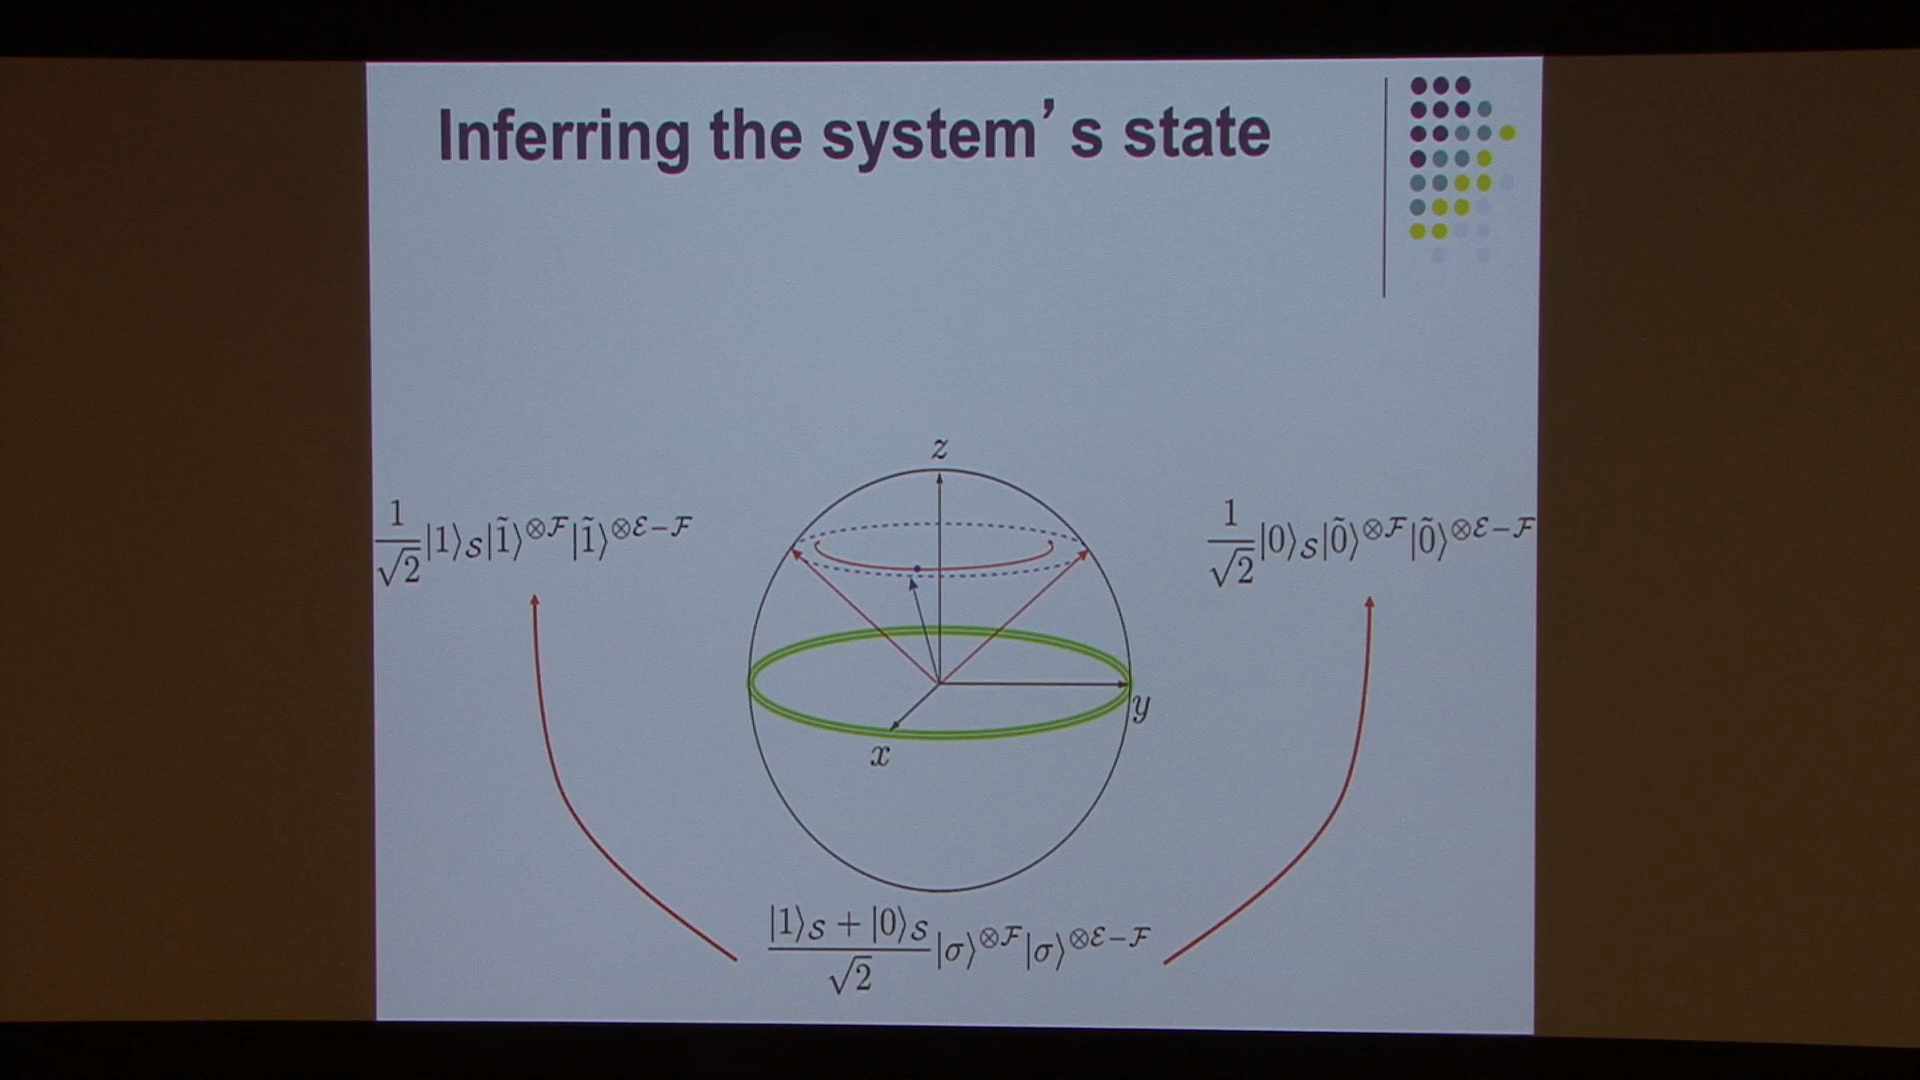 Inferring the system's state
z
1/√2 |1⟩_S|1̃⟩^{⊗F}|1̃⟩^{⊗E−F}
1/√2 |0⟩_S|0̃⟩^{⊗F}|0̃⟩^{⊗E−F}
y
x
|1⟩_S + |0⟩_S/√2 |σ⟩^{⊗F}|σ⟩^{⊗E−F}